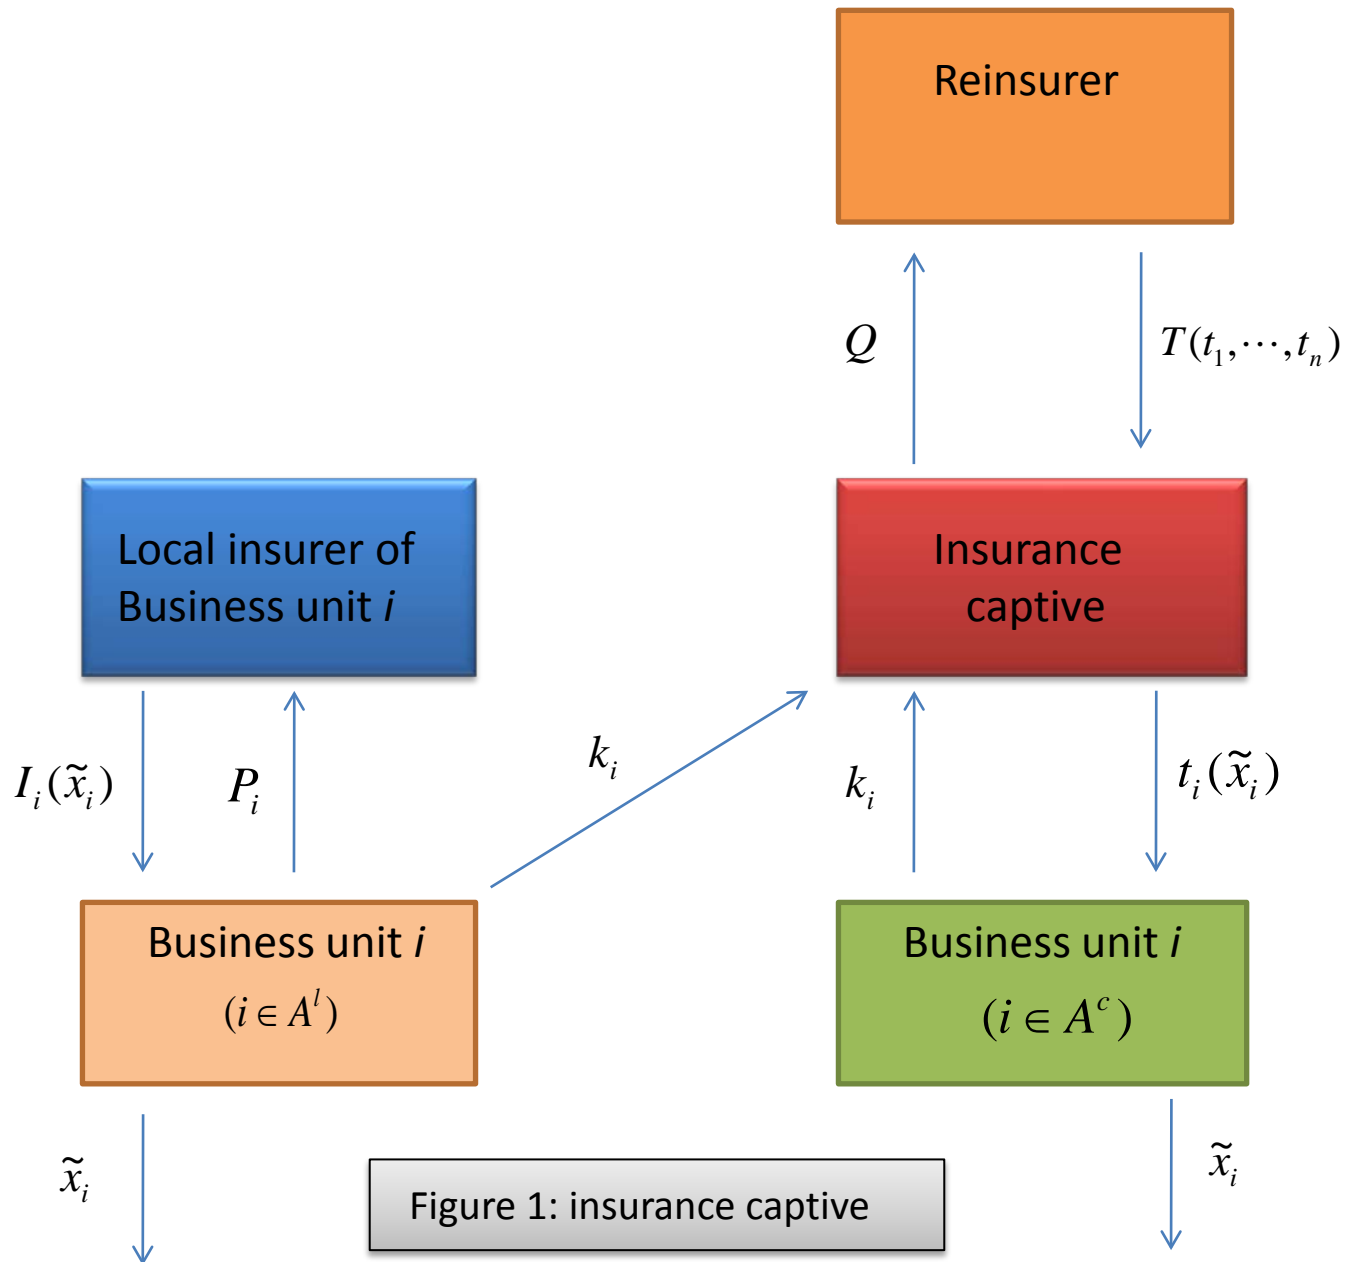 Reinsurer
Q
T(t₁,⋯,tₙ)
Local insurer of
Business unit i
Insurance
captive
Iᵢ(x̃ᵢ)
Pᵢ
kᵢ
kᵢ
tᵢ(x̃ᵢ)
Business unit i
(i ∈ Aˡ)
Business unit i
(i ∈ Aᶜ)
x̃ᵢ
x̃ᵢ
Figure 1: insurance captive